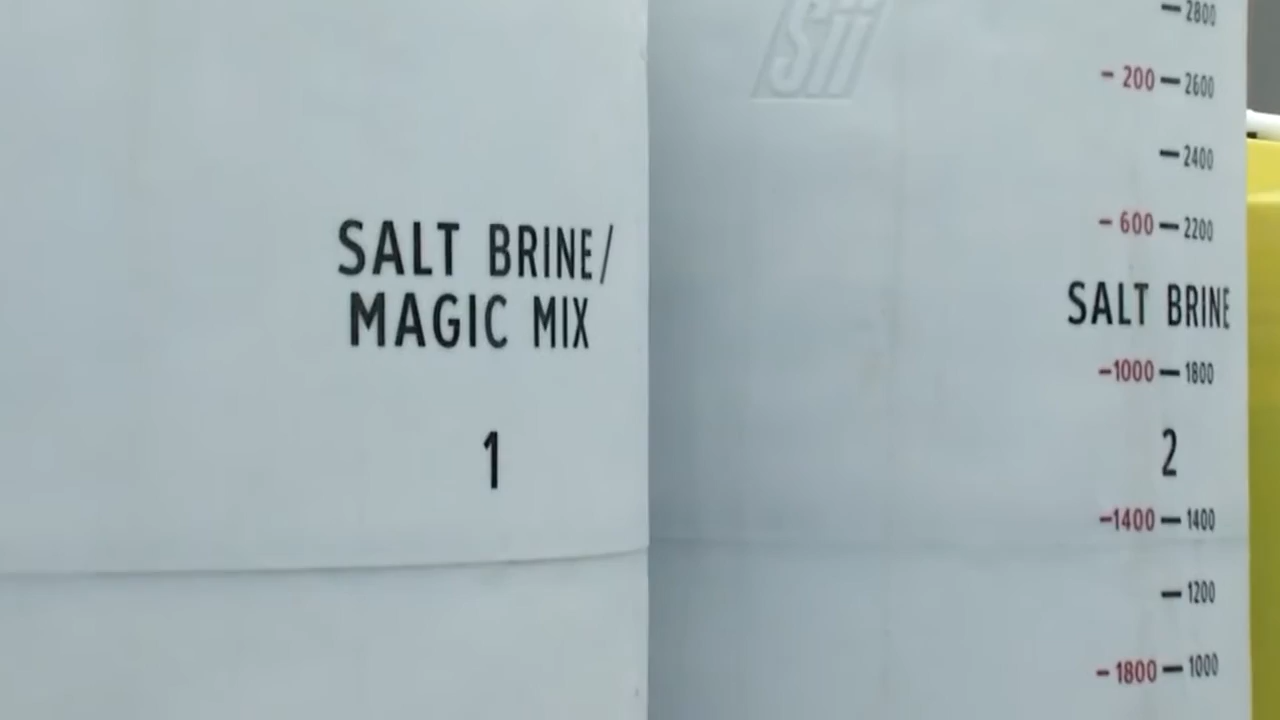 SALT BRINE/
MAGIC MIX
1
Sii
2800
- 200 — 2600
2400
- 600 — 2200
SALT BRINE
-1000 — 1800
2
-1400 — 1400
1200
- 1800 — 1000